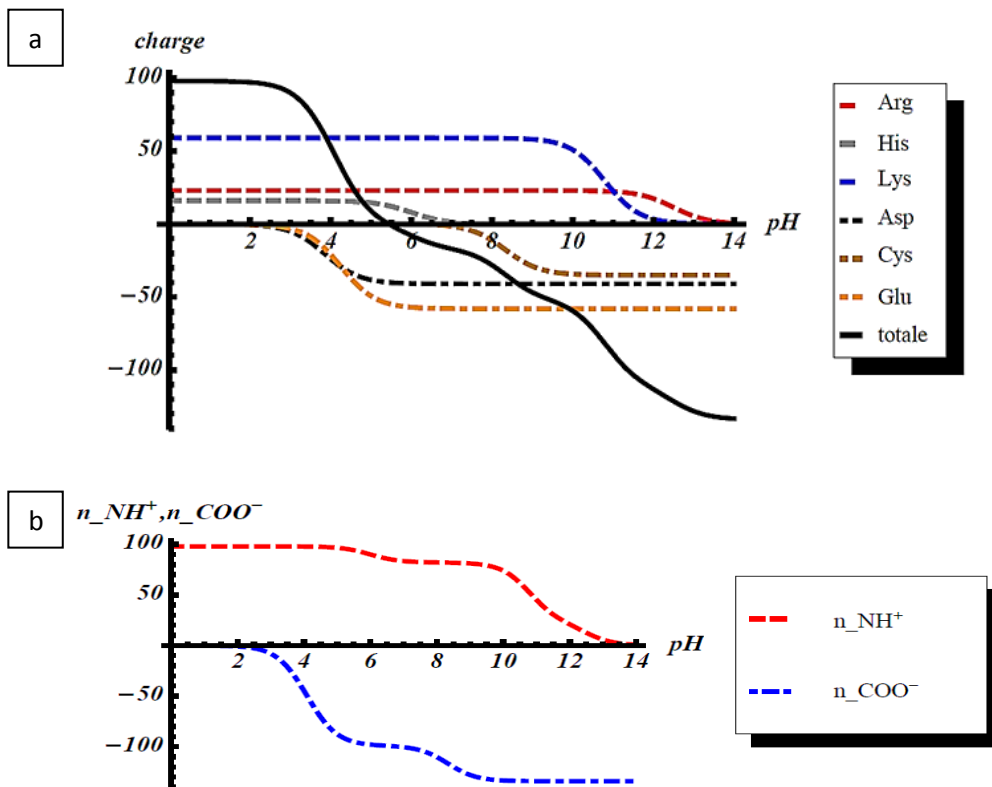 a
charge
100
50
−50
−100
2 4 6 8 10 12 14
pH
Arg
His
Lys
Asp
Cys
Glu
totale
b
n_NH⁺,n_COO⁻
100
50
−50
−100
2 4 6 8 10 12 14
pH
n_NH⁺
n_COO⁻